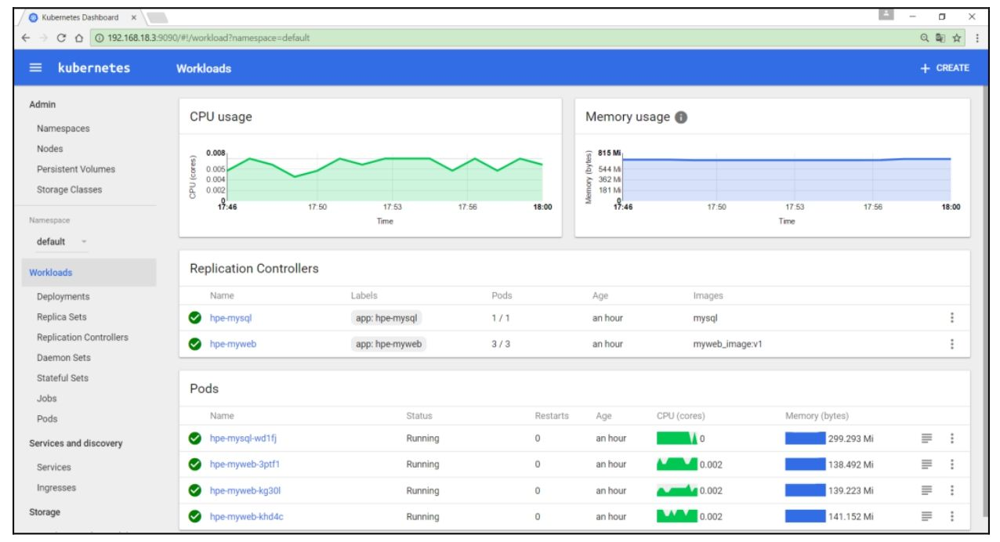 Kubernetes Dashboard
192.168.18.3:9090/#!/workload?namespace=default
kubernetes
Workloads
+ CREATE
Admin
Namespaces
Nodes
Persistent Volumes
Storage Classes
Namespace
default
Workloads
Deployments
Replica Sets
Replication Controllers
Daemon Sets
Stateful Sets
Jobs
Pods
Services and discovery
Services
Ingresses
Storage
CPU usage
CPU (cores)
0.008
0.005
0.004
0.002
0
17:46 17:50 17:53 17:56 18:00
Time
Memory usage
Memory (bytes)
815 Mi
544 Mi
362 Mi
181 Mi
0
17:46 17:50 17:53 17:56 18:00
Time
Replication Controllers
Name Labels Pods Age Images
hpe-mysql app: hpe-mysql 1 / 1 an hour mysql
hpe-myweb app: hpe-myweb 3 / 3 an hour myweb_image:v1
Pods
Name Status Restarts Age CPU (cores) Memory (bytes)
hpe-mysql-wd1fj Running 0 an hour 0 299.293 Mi
hpe-myweb-3ptf1 Running 0 an hour 0.002 138.492 Mi
hpe-myweb-kg30l Running 0 an hour 0.002 139.223 Mi
hpe-myweb-khd4c Running 0 an hour 0.002 141.152 Mi